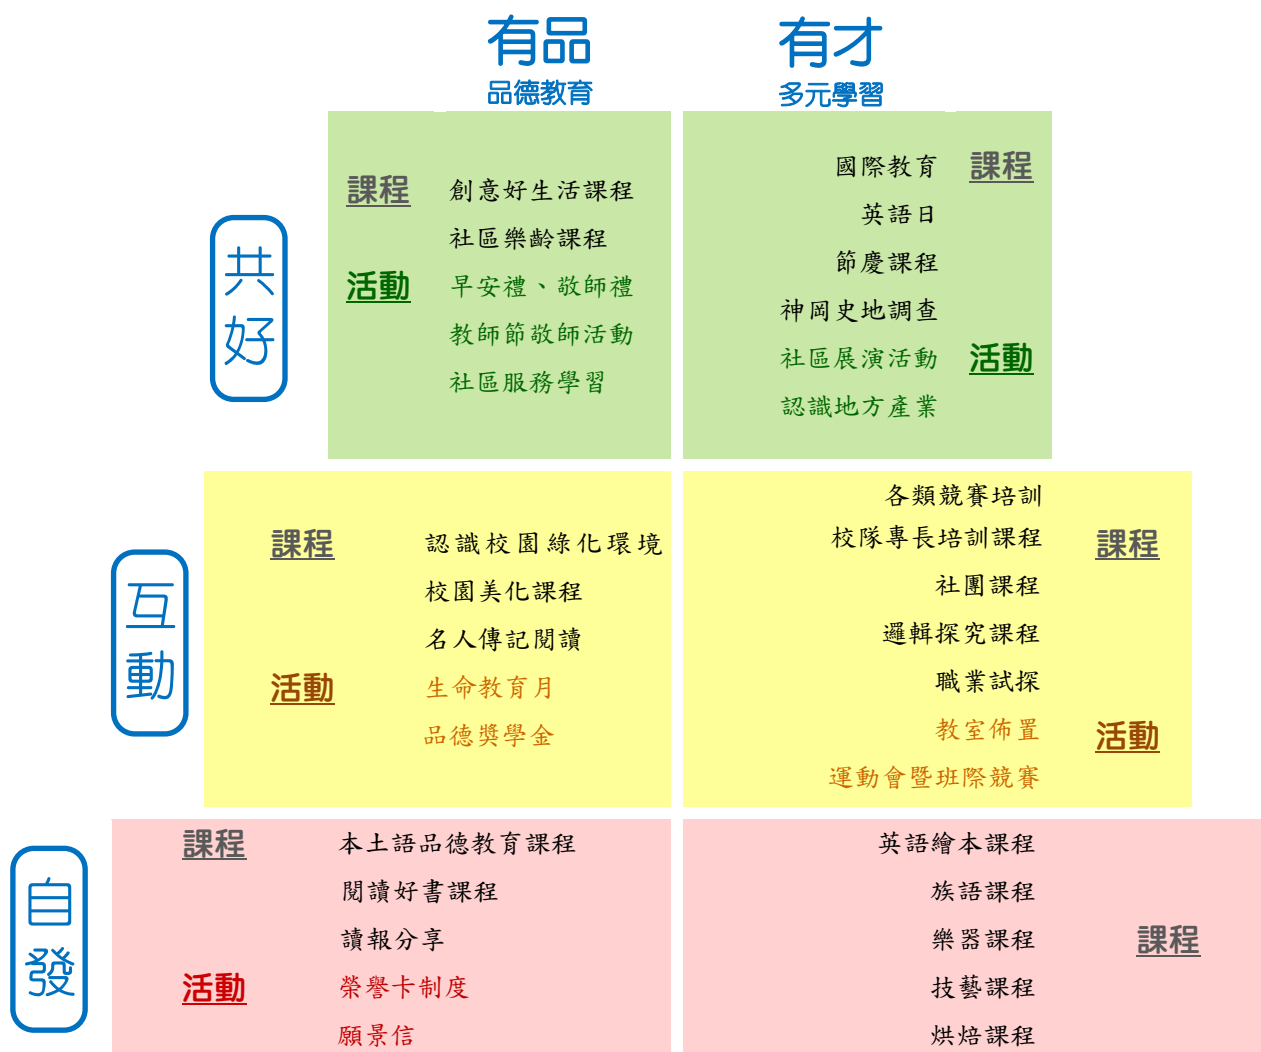 有品 有才
品德教育 多元學習
共好
課程 創意好生活課程
社區樂齡課程
活動 早安禮、敬師禮
教師節敬師活動
社區服務學習
國際教育 課程
英語日
節慶課程
神岡史地調查
社區展演活動 活動
認識地方產業
互動
課程 認識校園綠化環境
校園美化課程
名人傳記閱讀
活動 生命教育月
品德獎學金
各類競賽培訓
校隊專長培訓課程 課程
社團課程
邏輯探究課程
職業試探
教室佈置 活動
運動會暨班際競賽
自發
課程 本土語品德教育課程
閱讀好書課程
讀報分享
活動 榮譽卡制度
願景信
英語繪本課程
族語課程
樂器課程 課程
技藝課程
烘焙課程